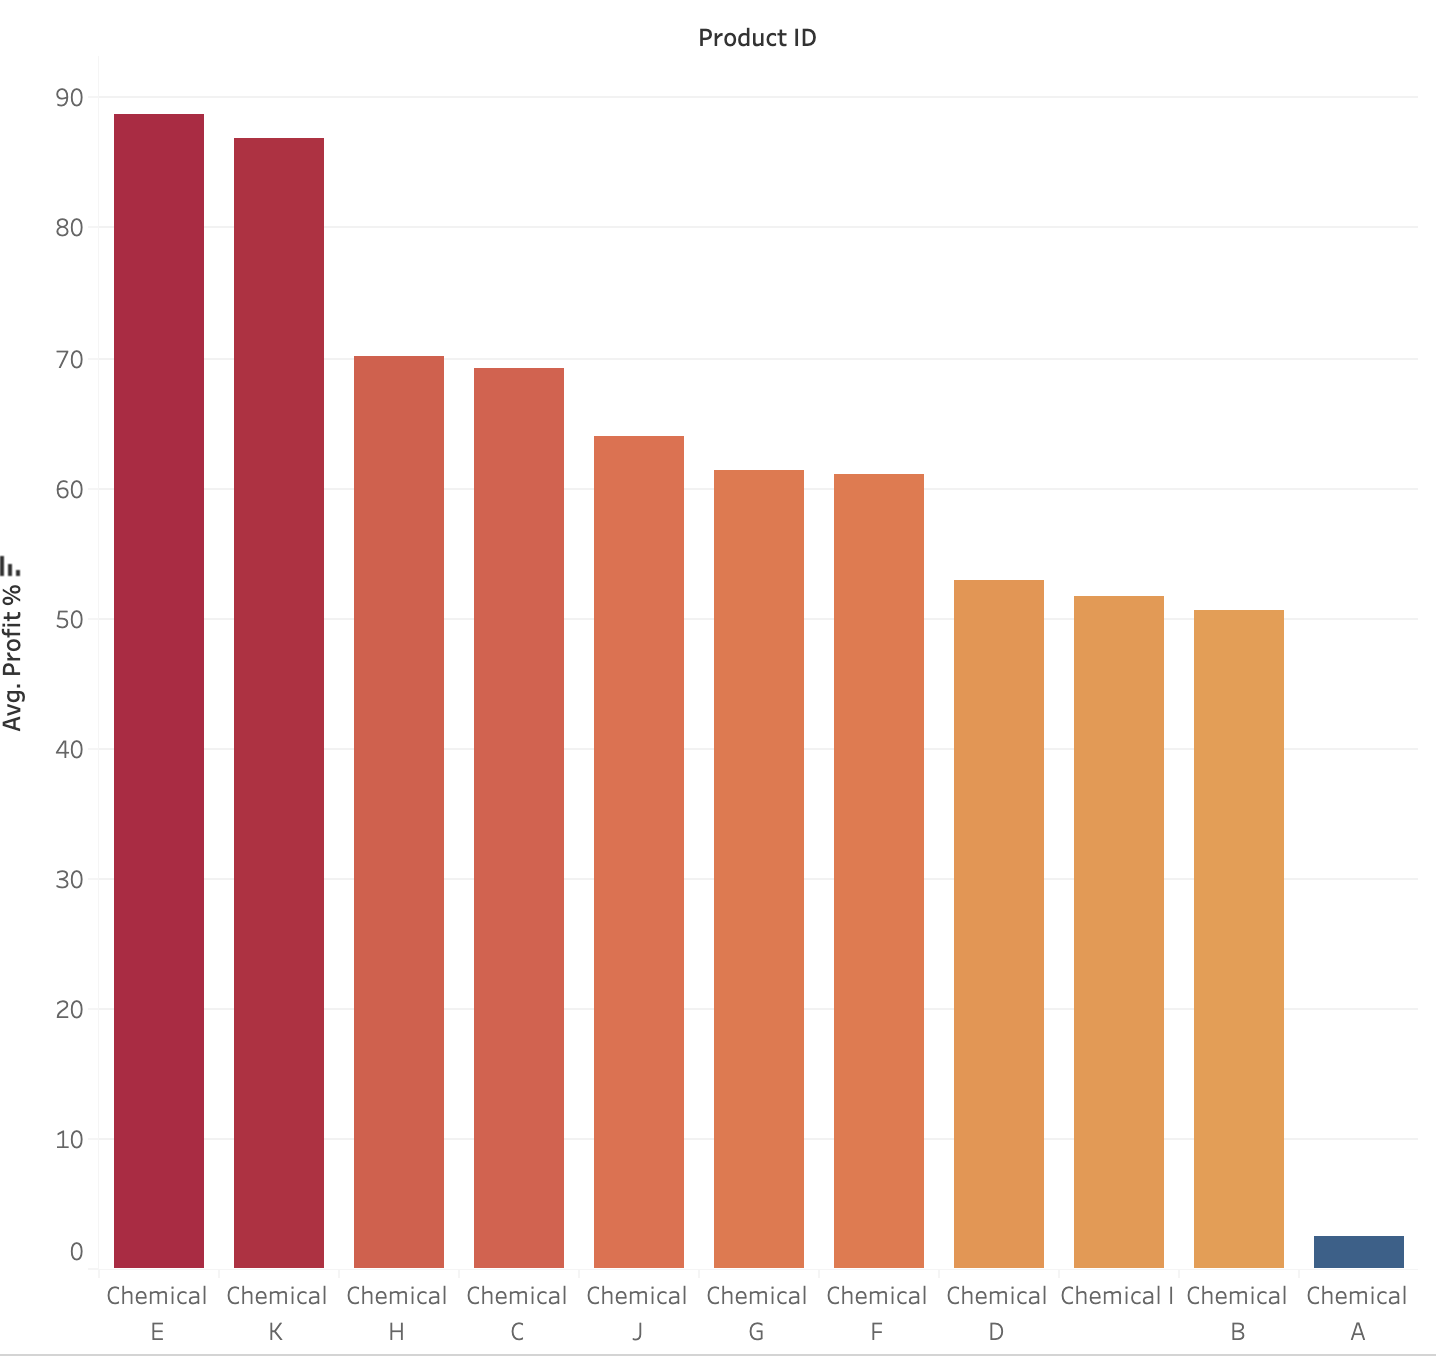 Product ID
90
80
70
60
50
40
30
20
10
0
Avg. Profit %
Chemical E
Chemical K
Chemical H
Chemical C
Chemical J
Chemical G
Chemical F
Chemical D
Chemical I
Chemical B
Chemical A